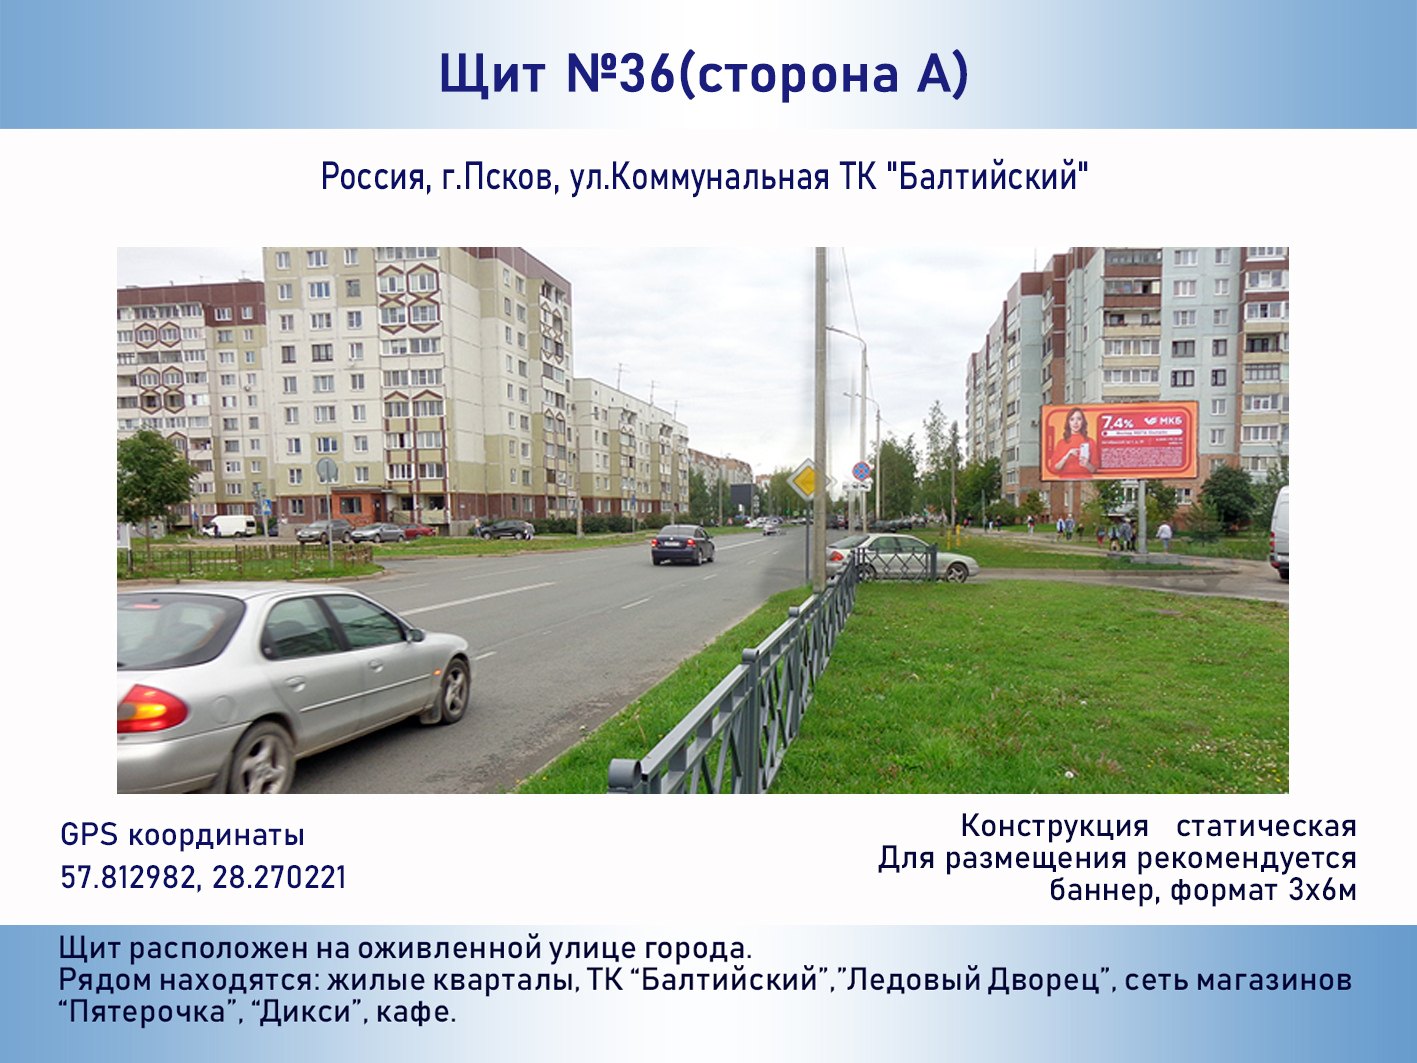 Щит №36(сторона А)
Россия, г.Псков, ул.Коммунальная ТК "Балтийский"
7,4%
МКБ
GPS координаты
57.812982, 28.270221
Конструкция статическая
Для размещения рекомендуется
баннер, формат 3х6м
Щит расположен на оживленной улице города.
Рядом находятся: жилые кварталы, ТК “Балтийский”,”Ледовый Дворец”, сеть магазинов
“Пятерочка”, “Дикси”, кафе.